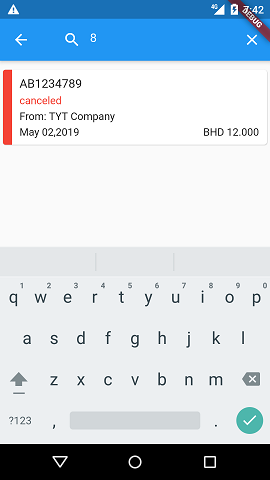 4G 7:42
DEBUG
8
AB1234789
canceled
From: TYT Company
May 02,2019 BHD 12.000
1 2 3 4 5 6 7 8 9 0
q w e r t y u i o p
a s d f g h j k l
z x c v b n m
?123 , .